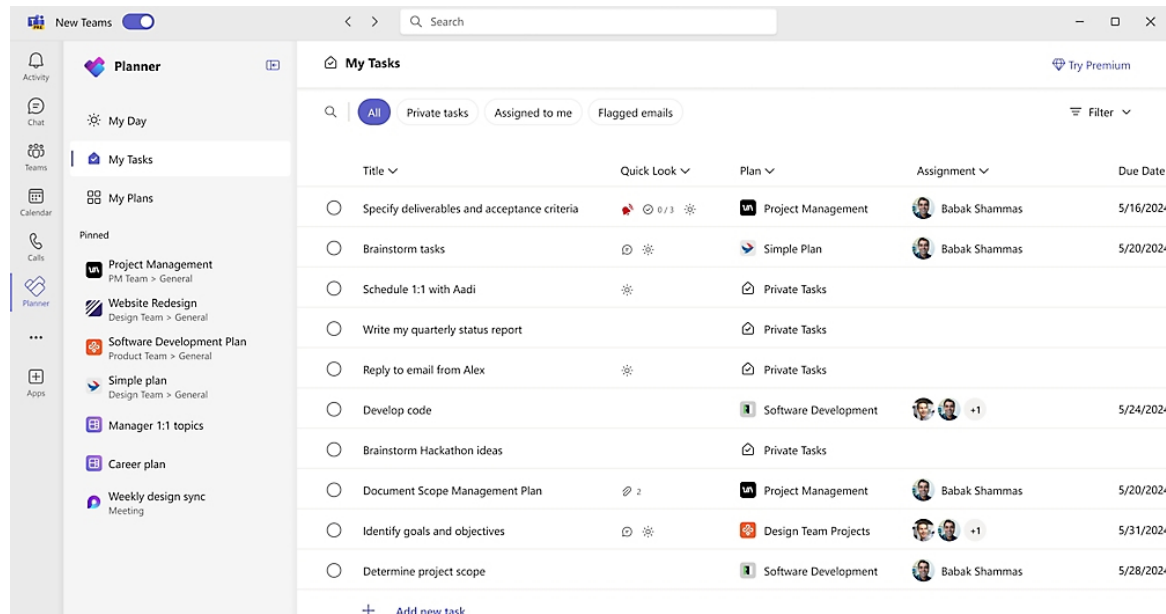 New Teams
Search
Activity
Chat
Teams
Calendar
Calls
Planner
Apps
Planner
My Day
My Tasks
My Plans
Pinned
Project Management
PM Team > General
Website Redesign
Design Team > General
Software Development Plan
Product Team > General
Simple plan
Design Team > General
Manager 1:1 topics
Career plan
Weekly design sync
Meeting
My Tasks
Try Premium
All Private tasks Assigned to me Flagged emails
Filter
Title Quick Look Plan Assignment Due Date
Specify deliverables and acceptance criteria 0 / 3 Project Management Babak Shammas 5/16/2024
Brainstorm tasks Simple Plan Babak Shammas 5/20/2024
Schedule 1:1 with Aadi Private Tasks
Write my quarterly status report Private Tasks
Reply to email from Alex Private Tasks
Develop code Software Development +1 5/24/2024
Brainstorm Hackathon ideas Private Tasks
Document Scope Management Plan 2 Project Management Babak Shammas 5/20/2024
Identify goals and objectives Design Team Projects +1 5/31/2024
Determine project scope Software Development Babak Shammas 5/28/2024
Add new task